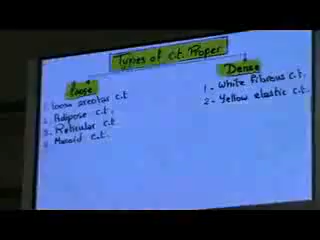 Types of c.t. Proper
Loose
1. loose areolar c.t
2. Adipose c.t.
3. Reticular c.t
4. Mucoid c.t.
Dense
1 - White Fibrous c.t.
2 - Yellow elastic c.t.